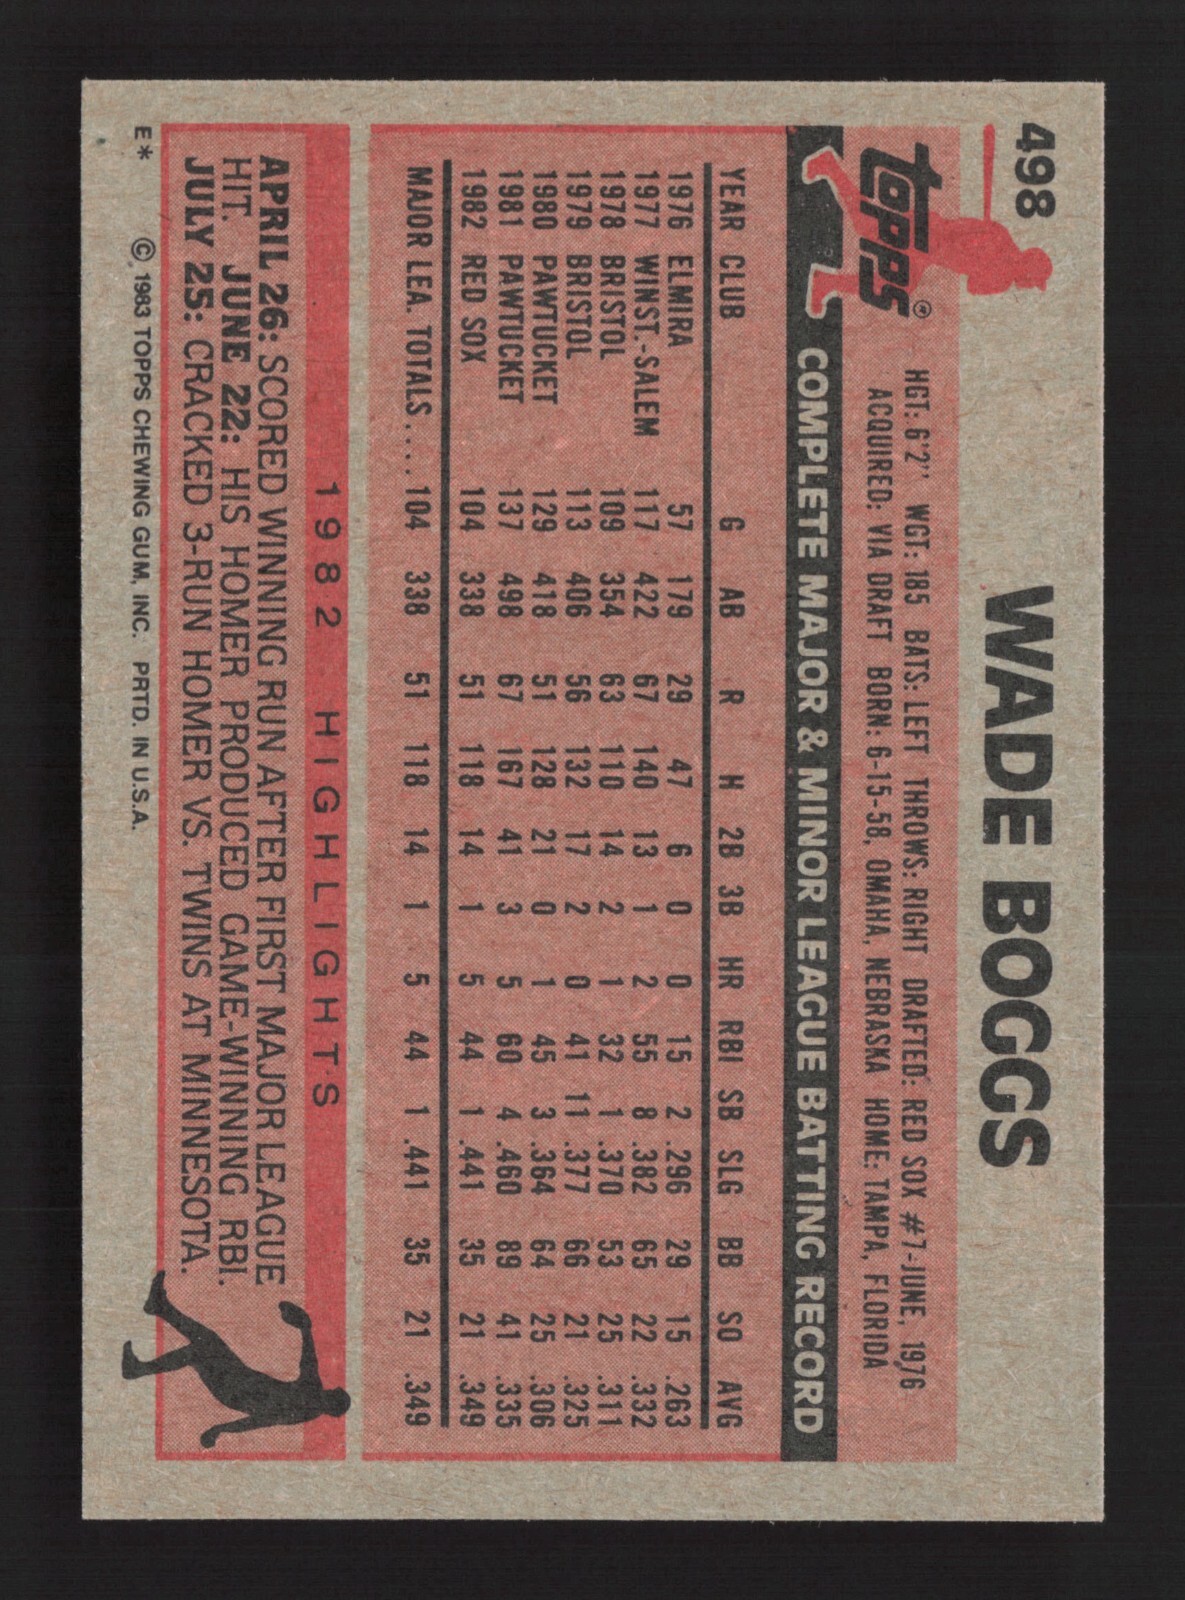 498
WADE BOGGS
TOPPS®
HGT: 6'2" WGT: 185 BATS: LEFT THROWS: RIGHT DRAFTED: RED SOX #7-JUNE, 1976
ACQUIRED: VIA DRAFT BORN: 6-15-58, OMAHA, NEBRASKA HOME: TAMPA, FLORIDA
COMPLETE MAJOR & MINOR LEAGUE BATTING RECORD
YEAR CLUB G AB R H 2B 3B HR RBI SB SLG BB SO AVG
1976 ELMIRA 57 179 29 47 6 0 0 15 2 .296 29 15 .263
1977 WINST.-SALEM 117 422 67 140 13 1 2 55 8 .382 65 22 .332
1978 BRISTOL 109 354 63 110 14 2 1 32 1 .370 53 25 .311
1979 BRISTOL 113 406 56 132 17 2 0 41 11 .377 66 21 .325
1980 PAWTUCKET 129 418 51 128 21 0 1 45 3 .364 64 25 .306
1981 PAWTUCKET 137 498 67 167 41 3 5 60 4 .460 89 41 .335
1982 RED SOX 104 338 51 118 14 1 5 44 1 .441 35 21 .349
MAJOR LEA. TOTALS.... 104 338 51 118 14 1 5 44 1 .441 35 21 .349
1982 HIGHLIGHTS
APRIL 26: SCORED WINNING RUN AFTER FIRST MAJOR LEAGUE
HIT. JUNE 22: HIS HOMER PRODUCED GAME-WINNING RBI.
JULY 25: CRACKED 3-RUN HOMER VS. TWINS AT MINNESOTA.
E* © 1983 TOPPS CHEWING GUM, INC. PRTD. IN U.S.A.